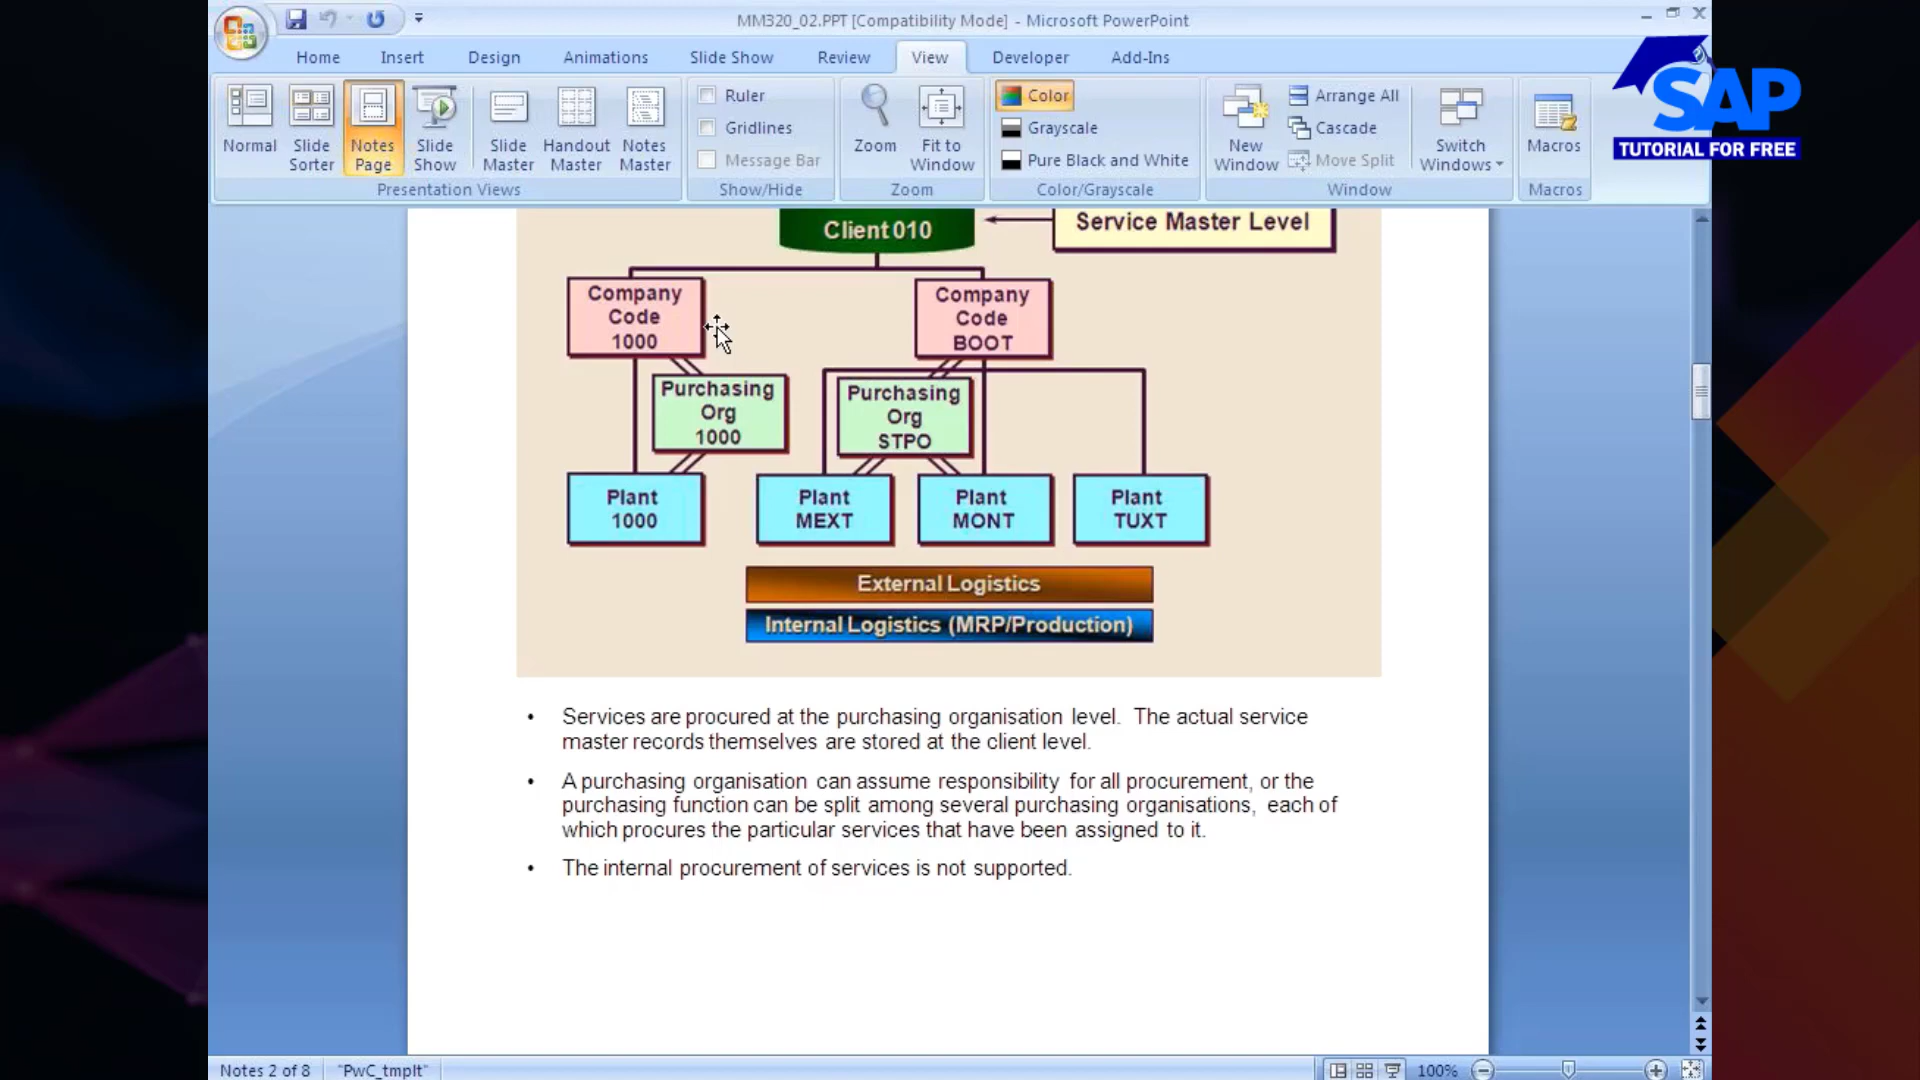 MM320_02.PPT [Compatibility Mode] - Microsoft PowerPoint
Home
Insert
Design
Animations
Slide Show
Review
View
Developer
Add-Ins
SAP
TUTORIAL FOR FREE
Normal
Slide
Sorter
Notes
Page
Slide
Show
Slide
Master
Handout
Master
Notes
Master
Presentation Views
Ruler
Gridlines
Message Bar
Show/Hide
Zoom
Fit to
Window
Zoom
Color
Grayscale
Pure Black and White
Color/Grayscale
New
Window
Arrange All
Cascade
Move Split
Switch
Windows
Window
Macros
Macros
Client 010
Service Master Level
Company
Code
1000
Company
Code
BOOT
Purchasing
Org
1000
Purchasing
Org
STPO
Plant
1000
Plant
MEXT
Plant
MONT
Plant
TUXT
External Logistics
Internal Logistics (MRP/Production)
• Services are procured at the purchasing organisation level. The actual service
master records themselves are stored at the client level.
• A purchasing organisation can assume responsibility for all procurement, or the
purchasing function can be split among several purchasing organisations, each of
which procures the particular services that have been assigned to it.
• The internal procurement of services is not supported.
Notes 2 of 8
"PwC_tmplt"
100%